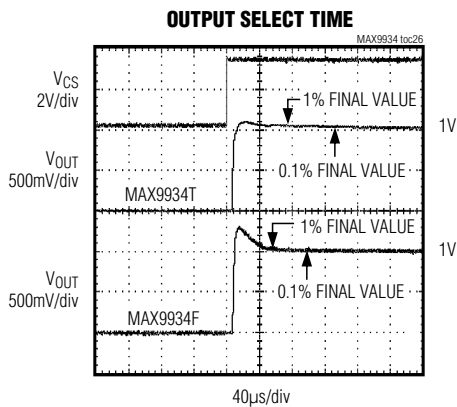 OUTPUT SELECT TIME
MAX9934 toc26
VCS
2V/div
1% FINAL VALUE
1V
VOUT
500mV/div
0.1% FINAL VALUE
MAX9934T
1% FINAL VALUE
1V
VOUT
500mV/div
0.1% FINAL VALUE
MAX9934F
40µs/div